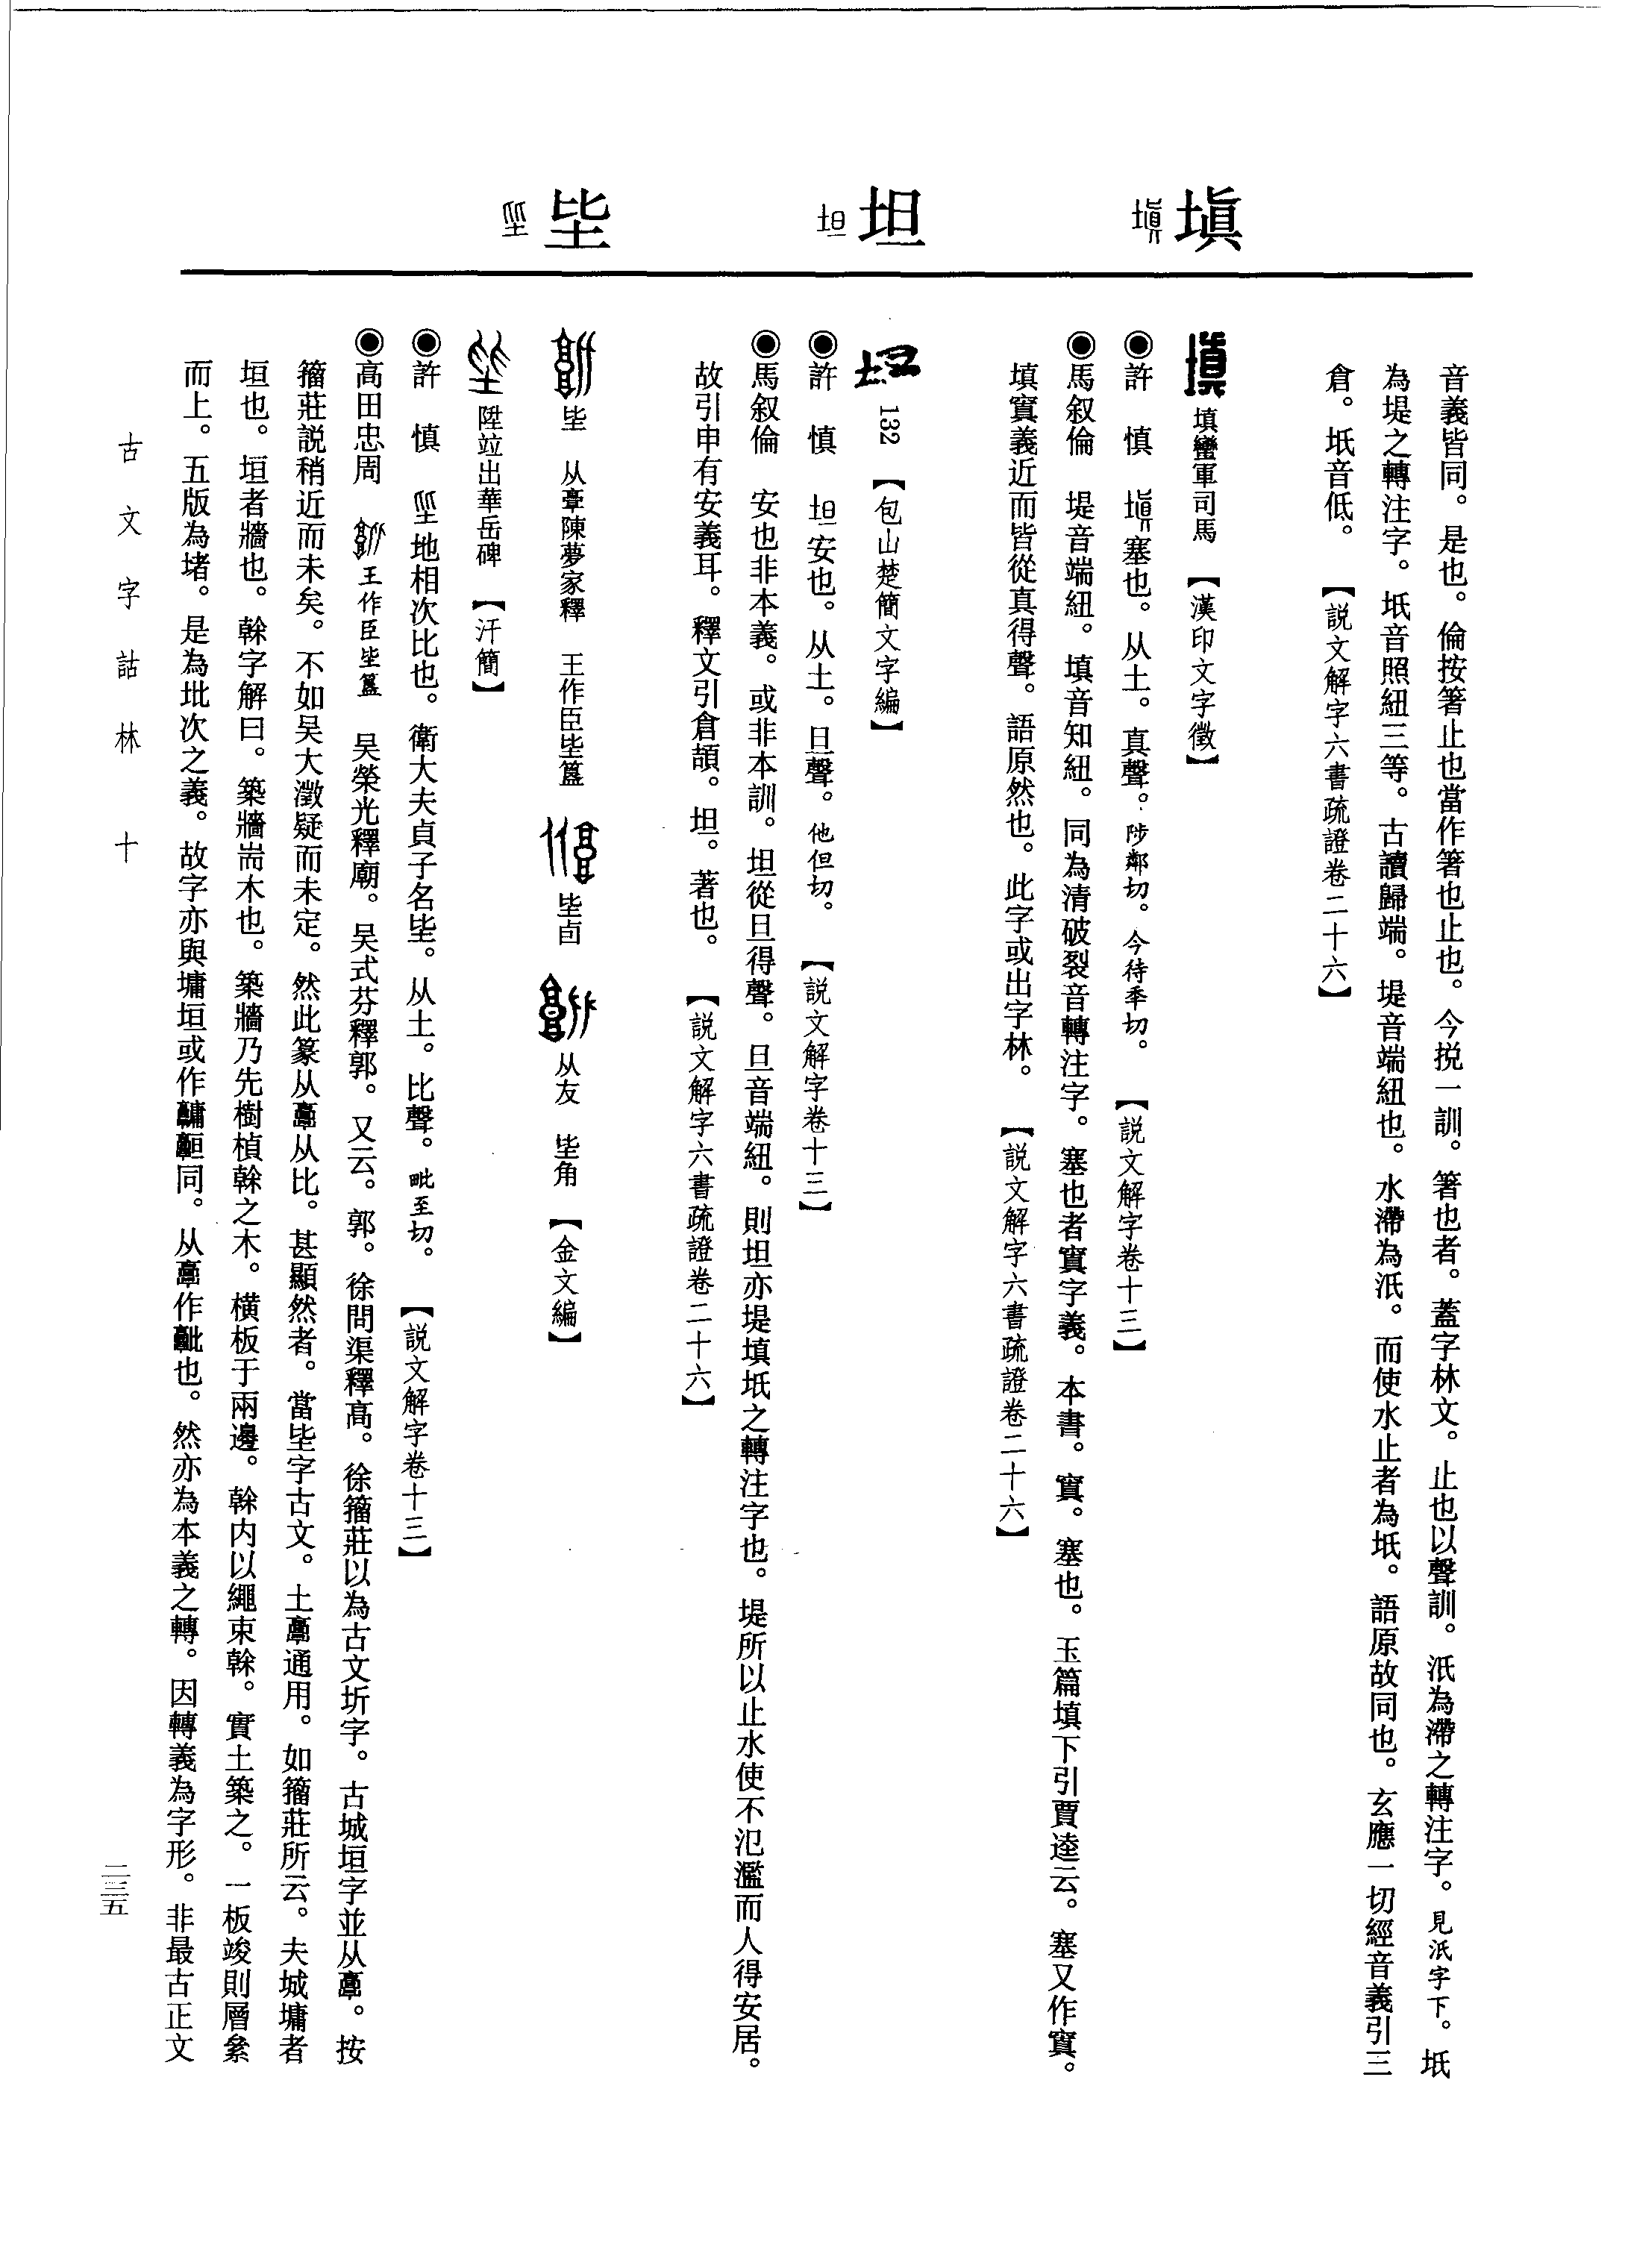 填
坦
坒
音義皆同。是也。倫按箸止也當作箸也止也。今挩一訓。箸也者。蓋字林文。止也以聲訓。汦為滯之轉注字。見汦字下。坻
為堤之轉注字。坻音照紐三等。古讀歸端。堤音端紐也。水滯為汦。而使水止者為坻。語原故同也。玄應一切經音義引三
倉。坻音低。 【説文解字六書疏證卷二十六】
填蠻軍司馬 【漢印文字徵】
◉許 慎 塞也。从土。真聲。陟鄰切。今待秊切。 【説文解字卷十三】
◉馬叙倫 堤音端紐。填音知紐。同為清破裂音轉注字。塞也者窴字義。本書。窴。塞也。玉篇填下引賈逵云。塞又作窴。
填窴義近而皆從真得聲。語原然也。此字或出字林。 【説文解字六書疏證卷二十六】
132 【包山楚簡文字編】
◉許 慎 安也。从土。旦聲。他但切。 【説文解字卷十三】
◉馬叙倫 安也非本義。或非本訓。坦從旦得聲。旦音端紐。則坦亦堤填坻之轉注字也。堤所以止水使不氾濫而人得安居。
故引申有安義耳。釋文引倉頡。坦。著也。 【説文解字六書疏證卷二十六】
坒 从𩫏陳夢家釋 王作臣坒簋 坒卣 从友 坒角 【金文編】
陞竝出華岳碑 【汗簡】
◉許 慎 地相次比也。衛大夫貞子名坒。从土。比聲。毗至切。 【説文解字卷十三】
◉高田忠周 王作臣坒簋 吴榮光釋廟。吴式芬釋郭。又云。郭。徐問渠釋高。徐籀莊以為古文圻字。古城垣字並从𩫏。按
籀莊説稍近而未矣。不如吴大澂疑而未定。然此篆从𩫏从比。甚顯然者。當坒字古文。土𩫏通用。如籀莊所云。夫城墉者
垣也。垣者牆也。榦字解曰。築牆耑木也。築牆乃先樹楨榦之木。横板于兩邊。榦内以繩束榦。實土築之。一板竣則層絫
而上。五版為堵。是為坒次之義。故字亦與墉垣或作同。从𩫏作也。然亦為本義之轉。因轉義為字形。非最古正文
古文字詁林 十
二三五